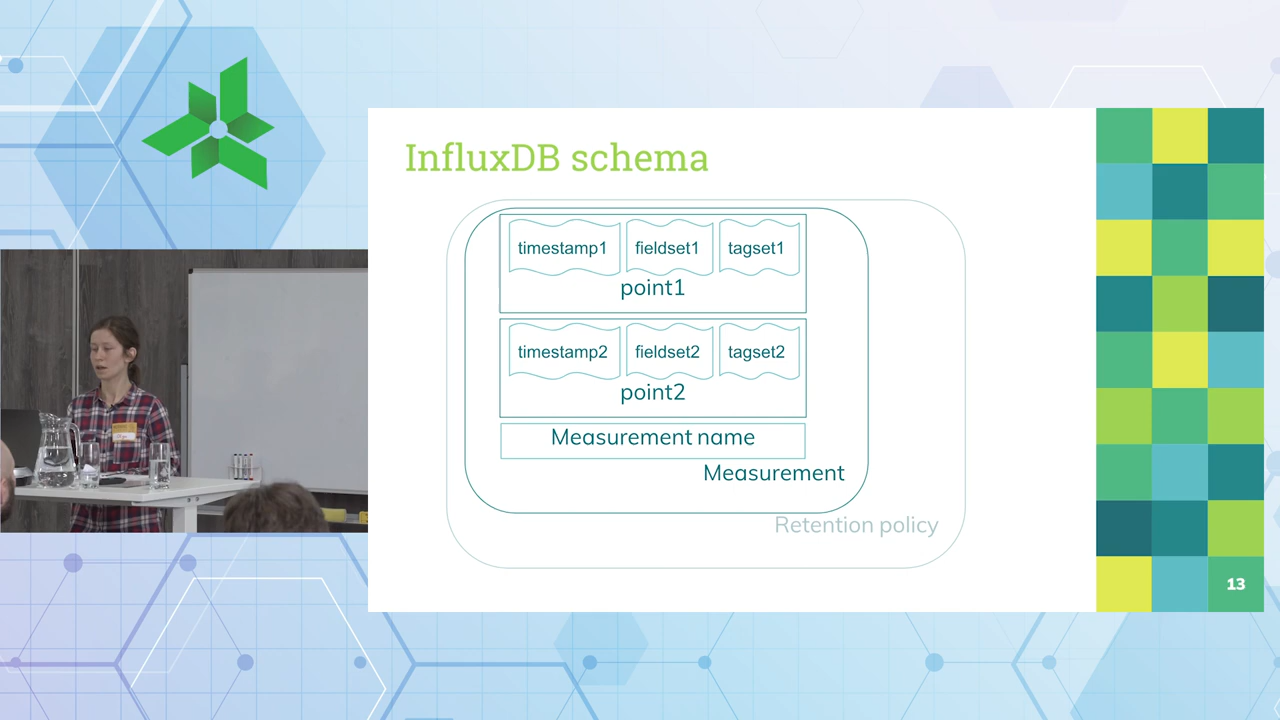 InfluxDB schema
timestamp1 fieldset1 tagset1
point1
timestamp2 fieldset2 tagset2
point2
Measurement name
Measurement
Retention policy
13